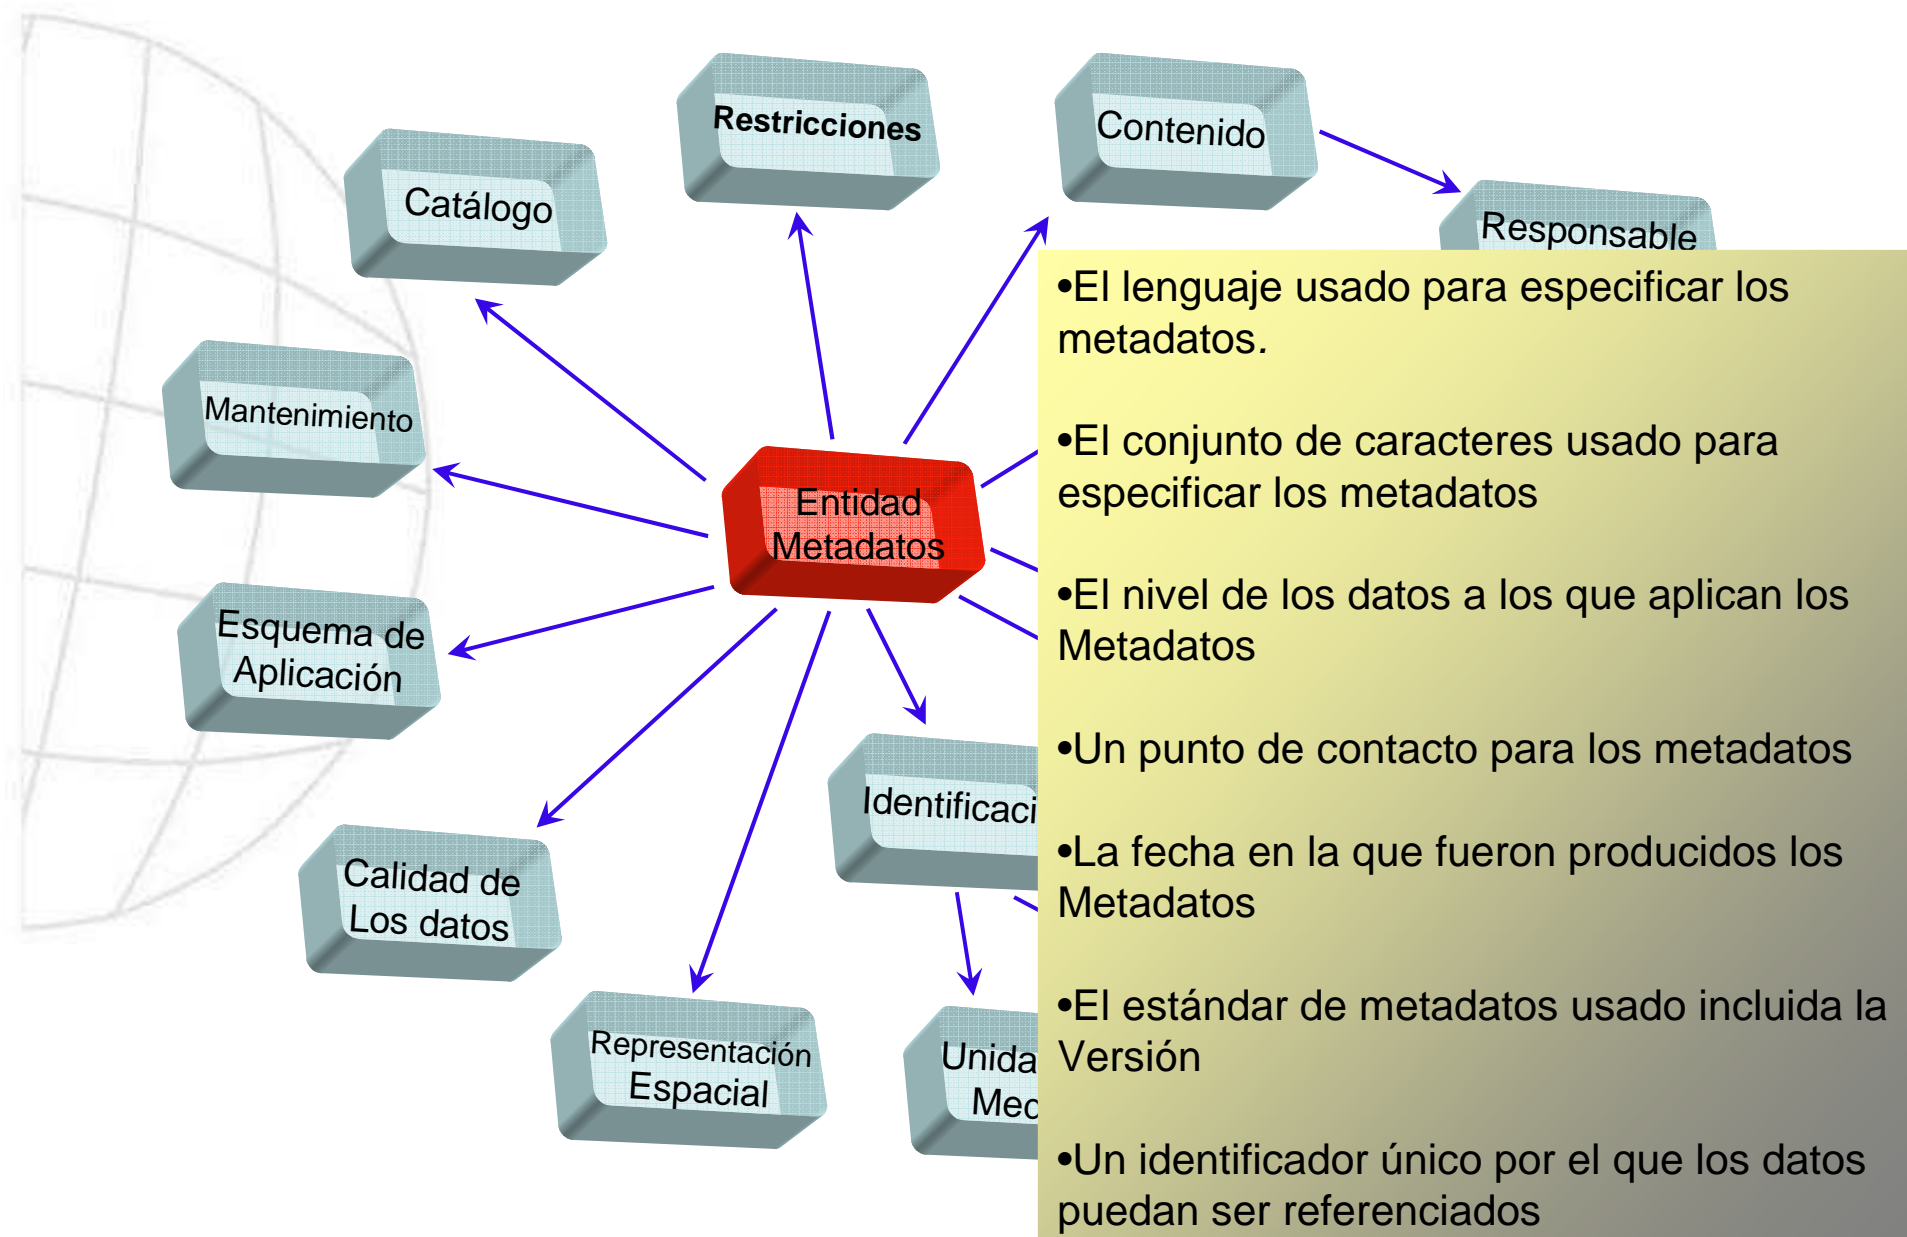 Restricciones
Contenido
Catálogo
Responsable
Mantenimiento
Entidad
Metadatos
Esquema de
Aplicación
Calidad de
Los datos
Representación
Espacial
•El lenguaje usado para especificar los
metadatos.
•El conjunto de caracteres usado para
especificar los metadatos
•El nivel de los datos a los que aplican los
Metadatos
•Un punto de contacto para los metadatos
•La fecha en la que fueron producidos los
Metadatos
•El estándar de metadatos usado incluida la
Versión
•Un identificador único por el que los datos
puedan ser referenciados